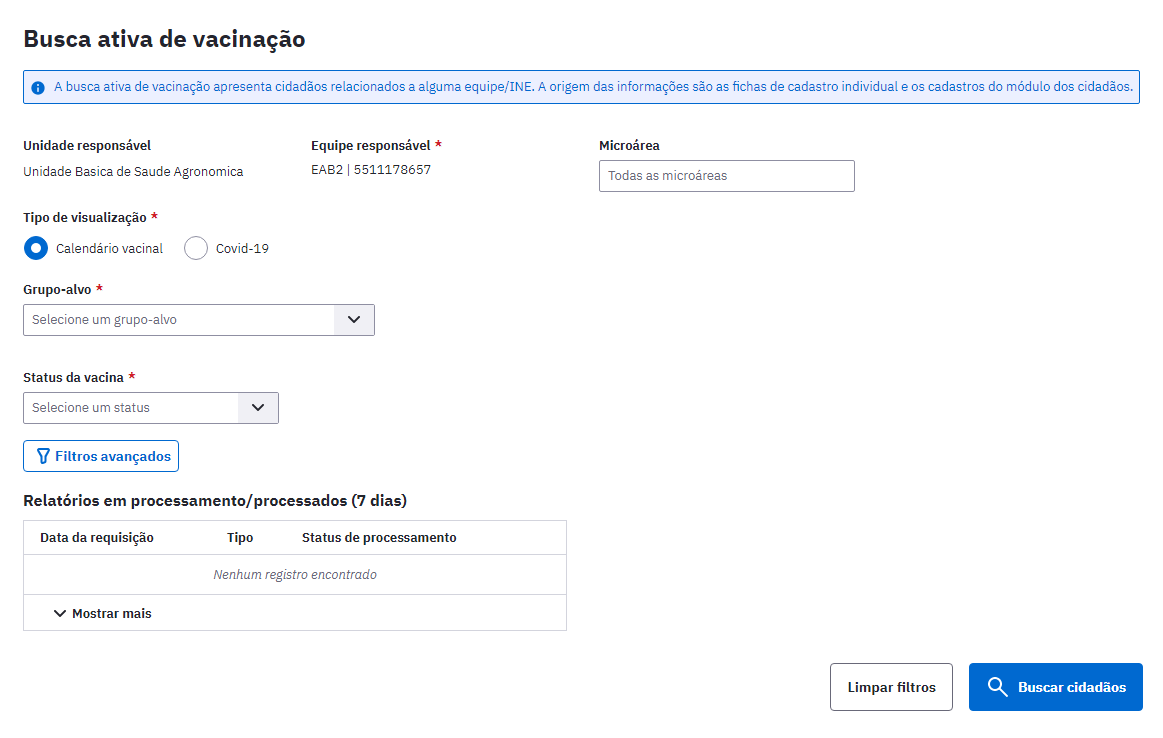 Busca ativa de vacinação
A busca ativa de vacinação apresenta cidadãos relacionados a alguma equipe/INE. A origem das informações são as fichas de cadastro individual e os cadastros do módulo dos cidadãos.
Unidade responsável
Unidade Basica de Saude Agronomica
Equipe responsável *
EAB2 | 5511178657
Microárea
Todas as microáreas
Tipo de visualização *
Calendário vacinal
Covid-19
Grupo-alvo *
Selecione um grupo-alvo
Status da vacina *
Selecione um status
Filtros avançados
Relatórios em processamento/processados (7 dias)
Data da requisição Tipo Status de processamento
Nenhum registro encontrado
Mostrar mais
Limpar filtros
Buscar cidadãos